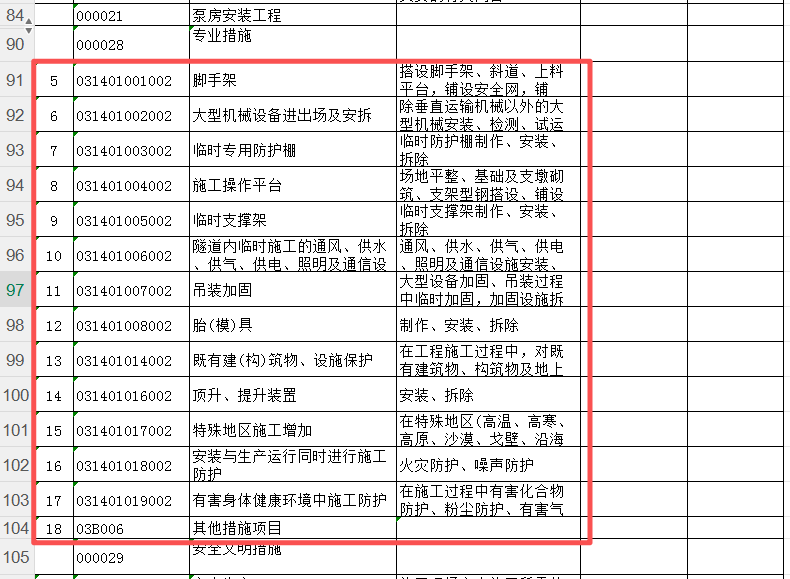 84 000021 泵房安装工程
90 000028 专业措施
91 5 031401001002 脚手架 搭设脚手架、斜道、上料
平台,铺设安全网,铺
92 6 031401002002 大型机械设备进出场及安拆 除垂直运输机械以外的大
型机械安装、检测、试运
93 7 031401003002 临时专用防护棚 临时防护棚制作、安装、
拆除
94 8 031401004002 施工操作平台 场地平整、基础及支墩砌
筑、支架型钢搭设、铺设
95 9 031401005002 临时支撑架 临时支撑架制作、安装、
拆除
96 10 031401006002 隧道内临时施工的通风、供水 通风、供水、供气、供电
、供气、供电、照明及通信设 、照明及通信设施安装、
97 11 031401007002 吊装加固 大型设备加固、吊装过程
中临时加固,加固设施拆
98 12 031401008002 胎(模)具 制作、安装、拆除
99 13 031401014002 既有建(构)筑物、设施保护 在工程施工过程中,对既
有建筑物、构筑物及地上
100 14 031401016002 顶升、提升装置 安装、拆除
101 15 031401017002 特殊地区施工增加 在特殊地区(高温、高寒、
高原、沙漠、戈壁、沿海
102 16 031401018002 安装与生产运行同时进行施工 火灾防护、噪声防护
防护
103 17 031401019002 有害身体健康环境中施工防护 在施工过程中有害化合物
防护、粉尘防护、有害气
104 18 03B006 其他措施项目
105 000029 安全文明措施